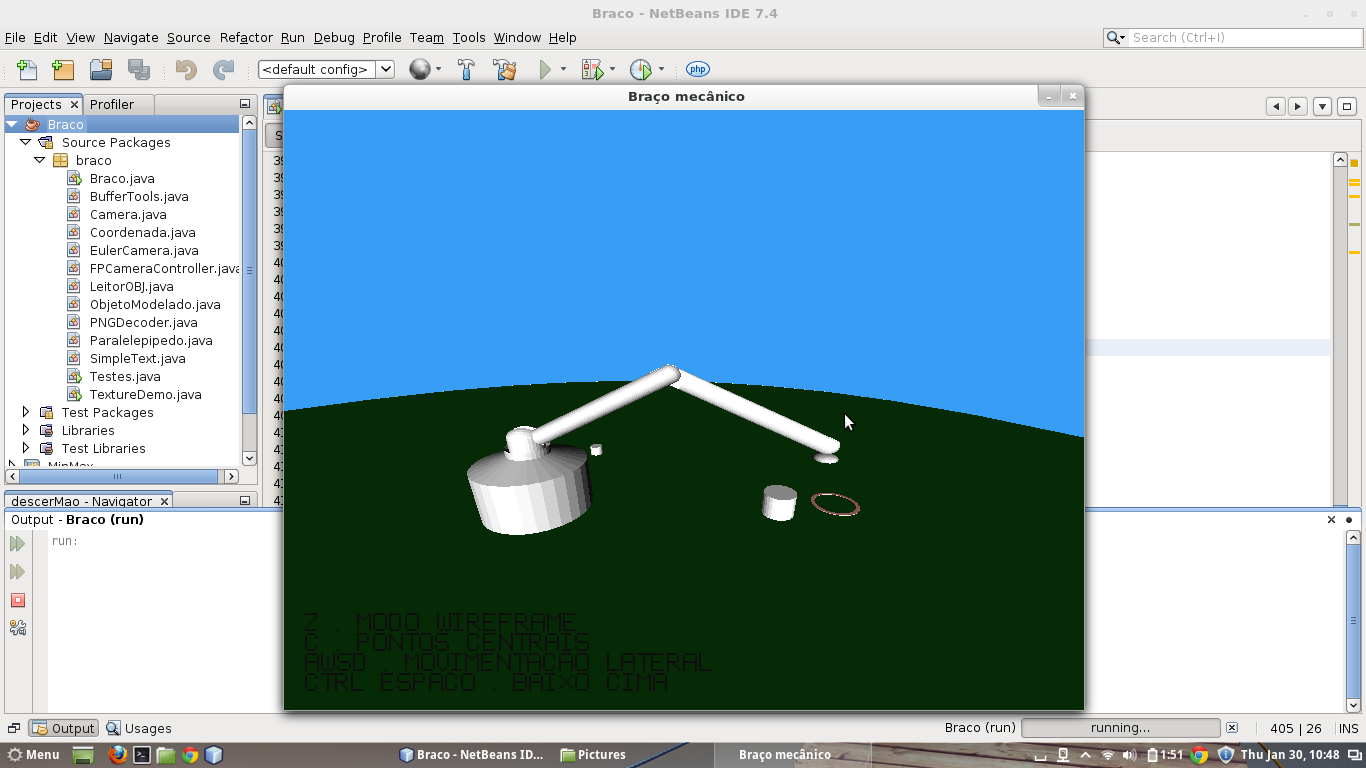 Braco - NetBeans IDE 7.4
File Edit View Navigate Source Refactor Run Debug Profile Team Tools Window Help
Search (Ctrl+I)
<default config>
php
Projects
Profiler
Braço mecânico
Braco
Source Packages
braco
Braco.java
BufferTools.java
Camera.java
Coordenada.java
EulerCamera.java
FPCameraController.java
LeitorOBJ.java
ObjetoModelado.java
PNGDecoder.java
Paralelepipedo.java
SimpleText.java
Testes.java
TextureDemo.java
Test Packages
Libraries
Test Libraries
descerMao - Navigator
Output - Braco (run)
run:
Z . MODO WIREFRAME
C . PONTOS CENTRAIS
AWSD . MOVIMENTACAO LATERAL
CTRL ESPACO . BAIXO CIMA
Output
Usages
Braco (run)
running...
405 | 26
INS
Menu
Braco - NetBeans ID...
Pictures
Braço mecânico
1:51
Thu Jan 30, 10:48